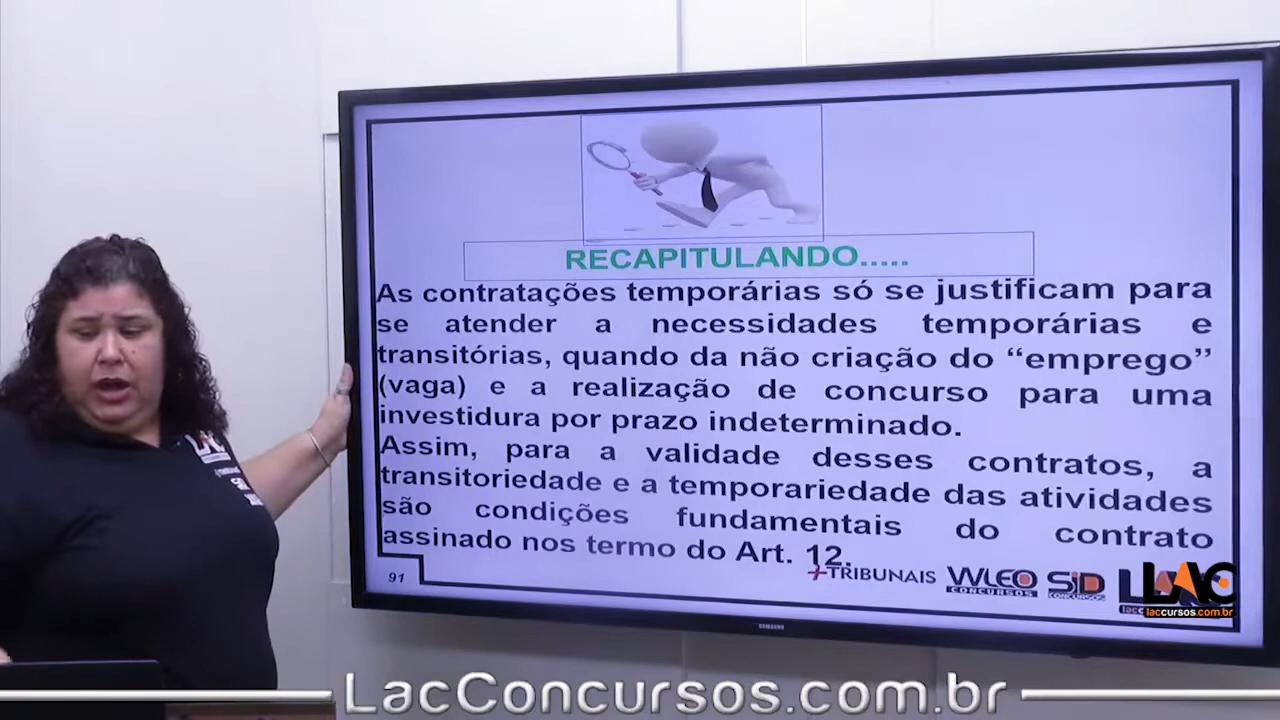 RECAPITULANDO.....
As contratações temporárias só se justificam para
se atender a necessidades temporárias e
transitórias, quando da não criação do “emprego”
(vaga) e a realização de concurso para uma
investidura por prazo indeterminado.
Assim, para a validade desses contratos, a
transitoriedade e a temporariedade das atividades
são condições fundamentais do contrato
assinado nos termo do Art. 12.
91
+TRIBUNAIS WLEO CONCURSOS SID CONCURSOS LAC
laccursos.com.br
SAMSUNG
LacConcursos.com.br